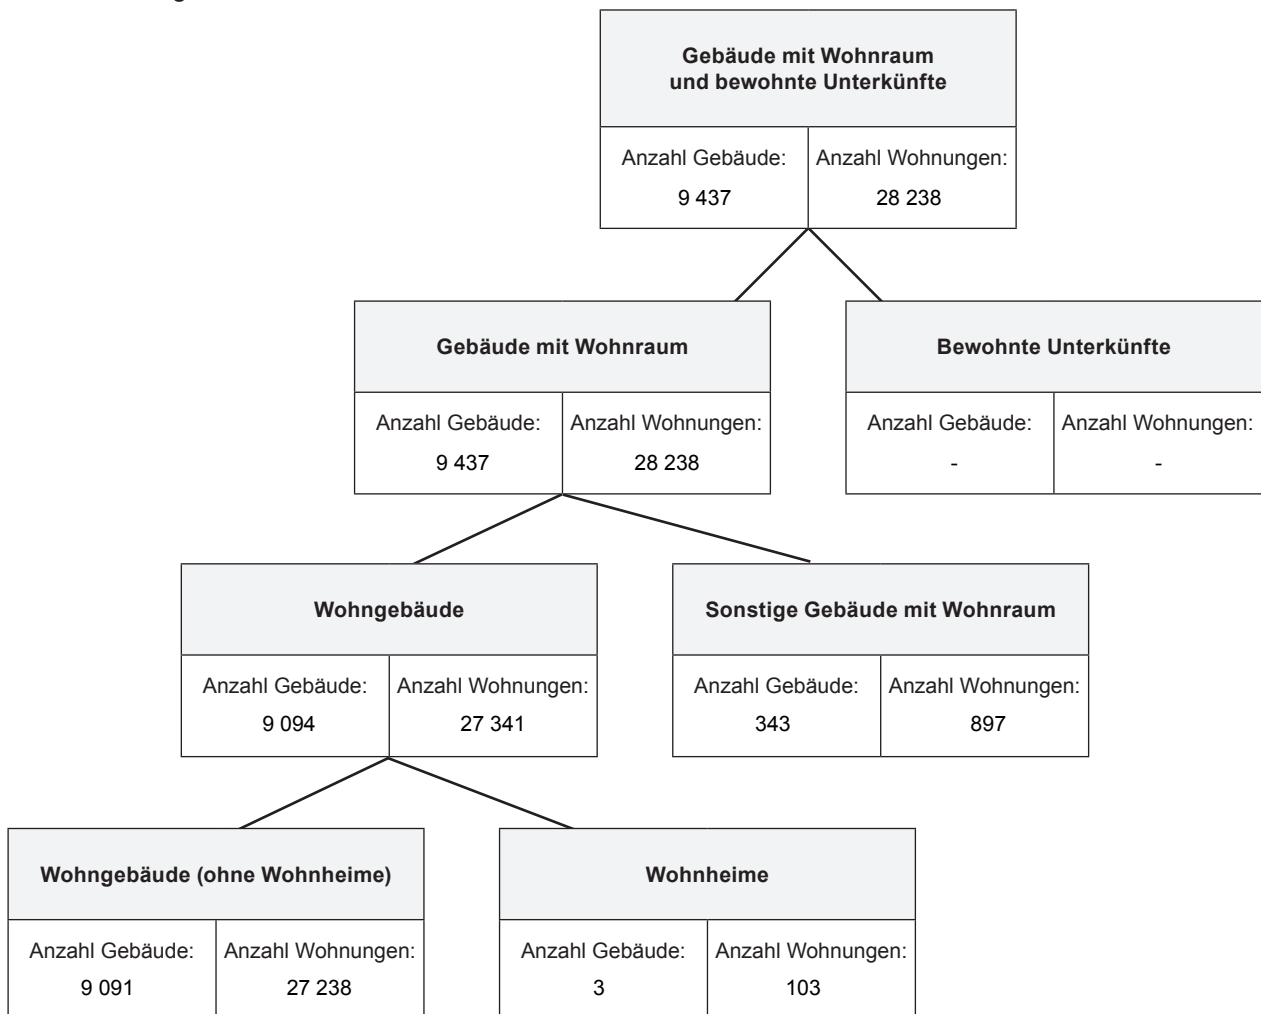 Gebäude mit Wohnraum
und bewohnte Unterkünfte
Anzahl Gebäude:
9 437
Anzahl Wohnungen:
28 238
Gebäude mit Wohnraum
Anzahl Gebäude:
9 437
Anzahl Wohnungen:
28 238
Bewohnte Unterkünfte
Anzahl Gebäude:
-
Anzahl Wohnungen:
-
Wohngebäude
Anzahl Gebäude:
9 094
Anzahl Wohnungen:
27 341
Sonstige Gebäude mit Wohnraum
Anzahl Gebäude:
343
Anzahl Wohnungen:
897
Wohngebäude (ohne Wohnheime)
Anzahl Gebäude:
9 091
Anzahl Wohnungen:
27 238
Wohnheime
Anzahl Gebäude:
3
Anzahl Wohnungen:
103